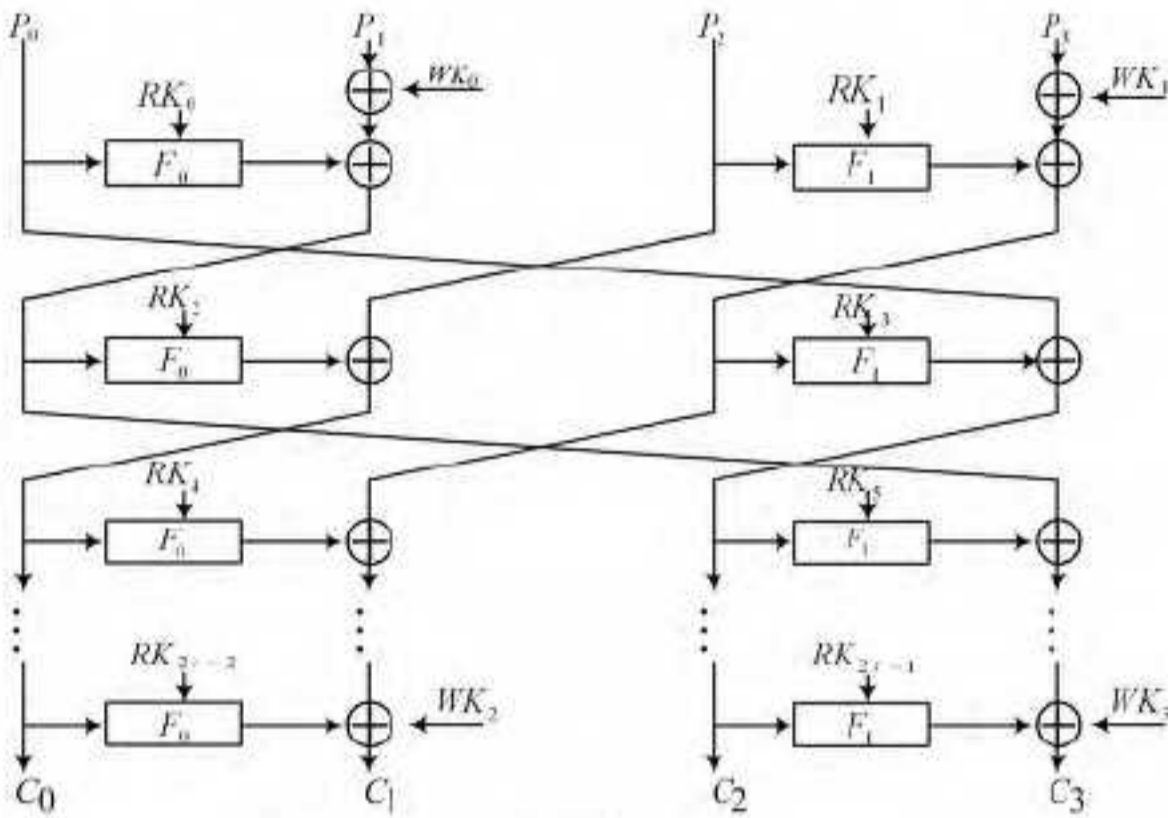 P₀ P₁ P₂ P₃
WK₀ WK₁
RK₀ RK₁
F₀ F₁
RK₂ RK₃
F₀ F₁
RK₄ RK₅
F₀ F₁
RK₂ᵣ₋₂ RK₂ᵣ₋₁
F₀ WK₂ F₁ WK₃
C₀ C₁ C₂ C₃